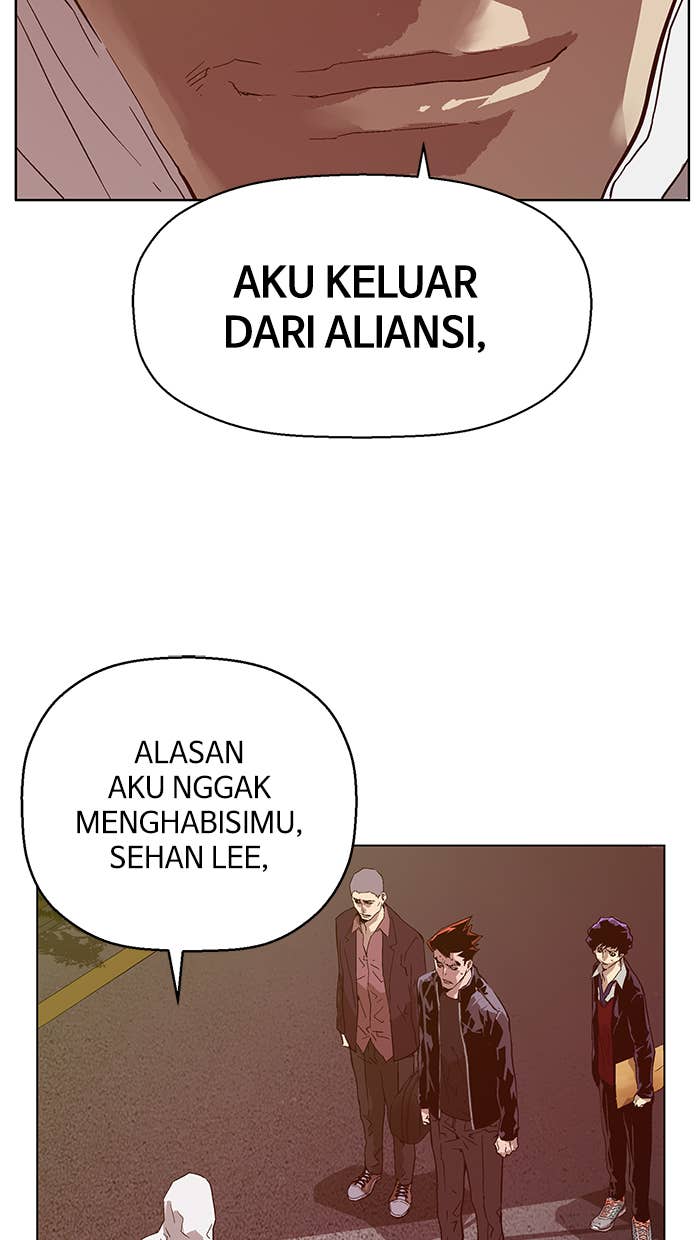 AKU KELUAR
DARI ALIANSI,
ALASAN
AKU NGGAK
MENGHABISIMU,
SEHAN LEE,